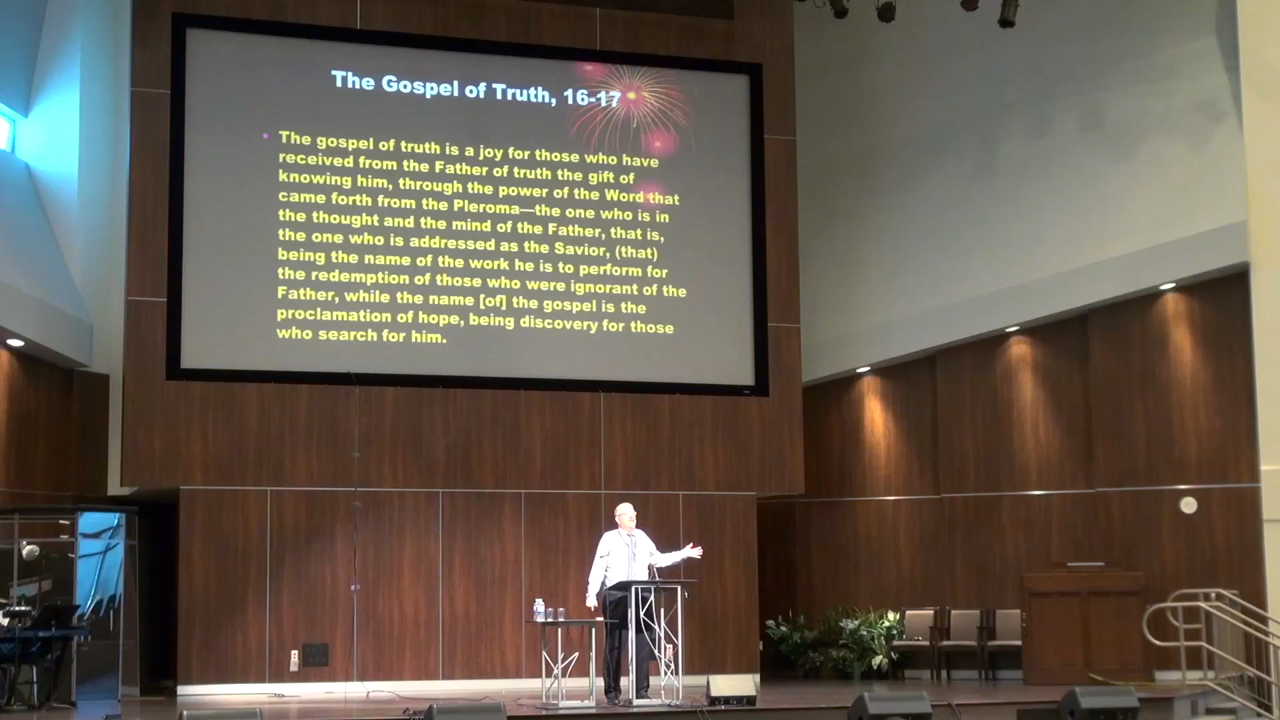 The Gospel of Truth, 16-17
• The gospel of truth is a joy for those who have
received from the Father of truth the gift of
knowing him, through the power of the Word that
came forth from the Pleroma—the one who is in
the thought and the mind of the Father, that is,
the one who is addressed as the Savior, (that)
being the name of the work he is to perform for
the redemption of those who were ignorant of the
Father, while the name [of] the gospel is the
proclamation of hope, being discovery for those
who search for him.